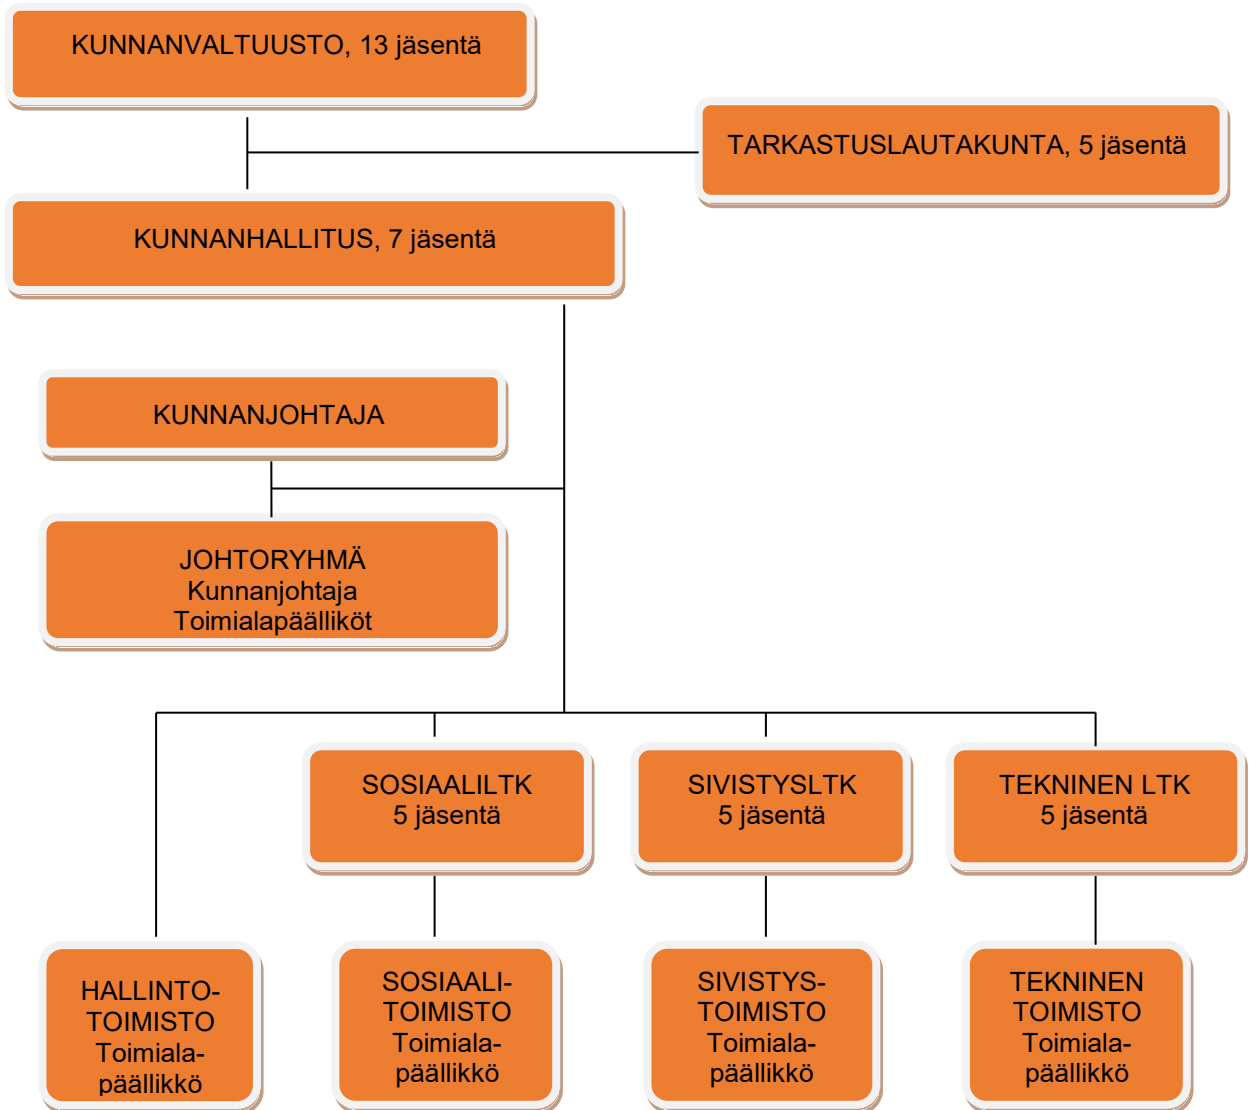 KUNNANVALTUUSTO, 13 jäsentä
TARKASTUSLAUTAKUNTA, 5 jäsentä
KUNNANHALLITUS, 7 jäsentä
KUNNANJOHTAJA
JOHTORYHMÄ
Kunnanjohtaja
Toimialapäälliköt
SOSIAALILTK
5 jäsentä
SIVISTYSLTK
5 jäsentä
TEKNINEN LTK
5 jäsentä
HALLINTO-
TOIMISTO
Toimiala-
päällikkö
SOSIAALI-
TOIMISTO
Toimiala-
päällikkö
SIVISTYS-
TOIMISTO
Toimiala-
päällikkö
TEKNINEN
TOIMISTO
Toimiala-
päällikkö